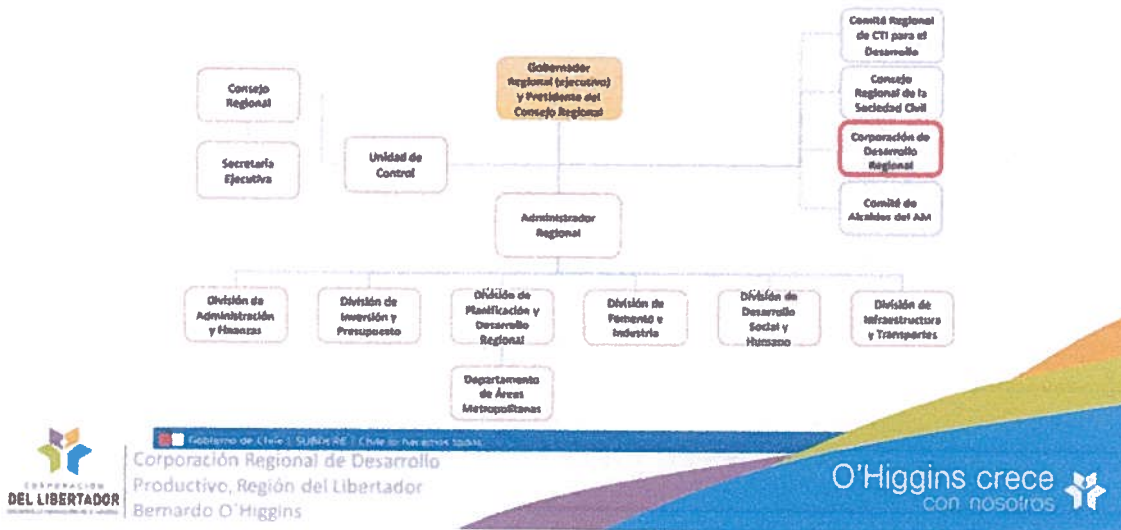 Comité Regional
de CTI para el
Desarrollo
Gobernador
Regional (ejecutivo)
y Presidente del
Consejo Regional
Consejo
Regional
Consejo
Regional de la
Sociedad Civil
Corporación de
Desarrollo
Regional
Unidad de
Control
Secretaría
Ejecutiva
Comité de
Alcaldes del AM
Administrador
Regional
División de
Administración
y Finanzas
División de
Inversión y
Presupuesto
División de
Planificación y
Desarrollo
Regional
División de
Fomento e
Industria
División de
Desarrollo
Social y
Humano
División de
Infraestructura
y Transportes
Departamento
de Áreas
Metropolitanas
Gobierno de Chile | SUBDERE | Chile lo hacemos todos
CORPORACIÓN
DEL LIBERTADOR
Corporación Regional de Desarrollo
Productivo, Región del Libertador
Bernardo O'Higgins
O'Higgins crece
con nosotros